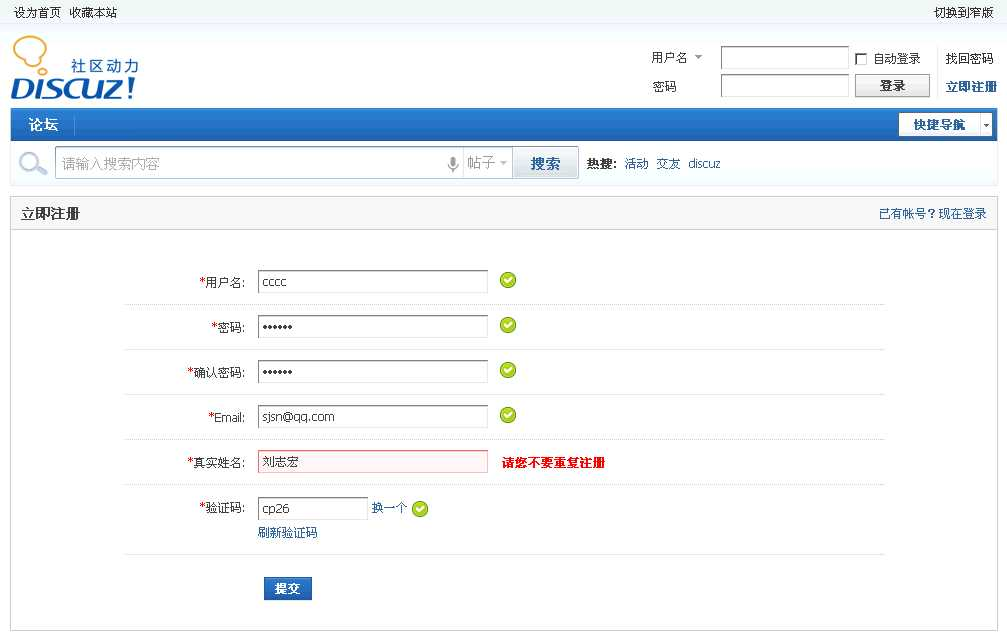 设为首页 收藏本站 切换到窄版
社区动力
DISCUZ!
用户名 自动登录 找回密码
密码 登录 立即注册
论坛 快捷导航
请输入搜索内容 帖子 搜索 热搜: 活动 交友 discuz
立即注册 已有帐号？现在登录
*用户名: cccc
*密码: ••••••
*确认密码: ••••••
*Email: sjsn@qq.com
*真实姓名: 刘志宏 请您不要重复注册
*验证码: cp26 换一个
刷新验证码
提交